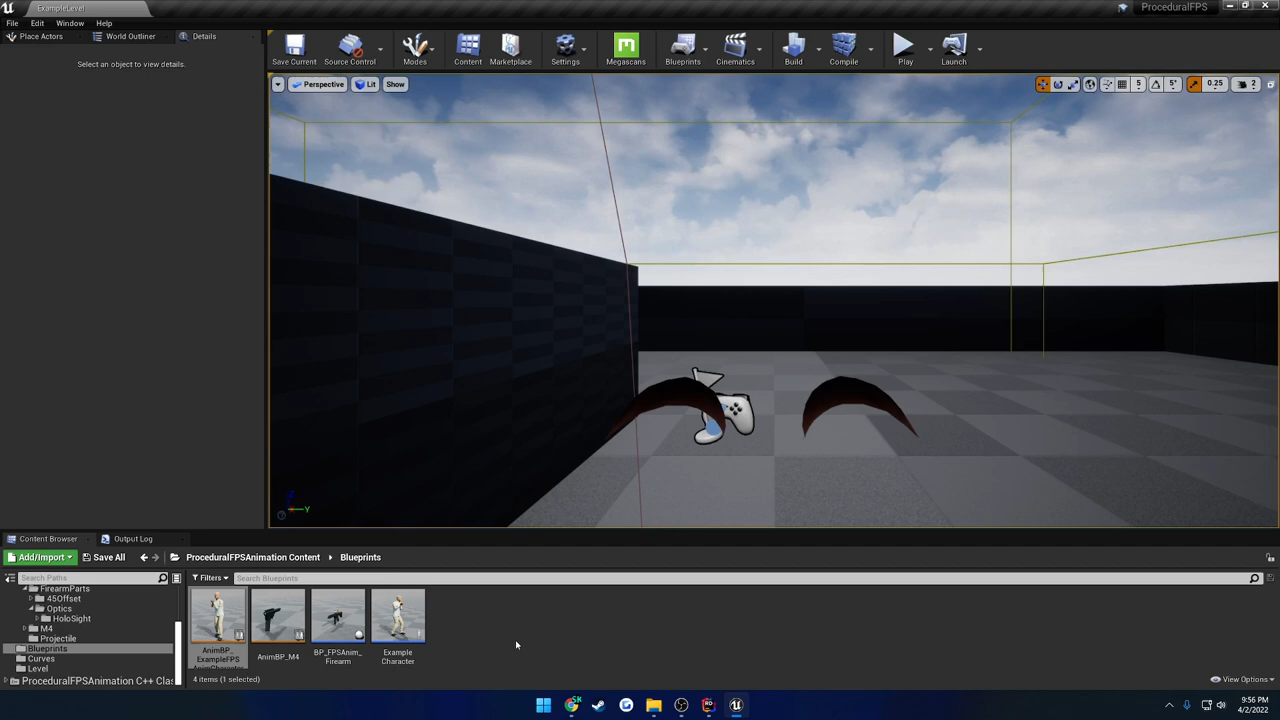 ExampleLevel
ProceduralFPS
File Edit Window Help
Place Actors World Outliner Details
Select an object to view details.
Save Current Source Control Modes Content Marketplace Settings Megascans Blueprints Cinematics Build Compile Play Launch
Perspective Lit Show
5 5° 0.25 2
Z
Y
Content Browser Output Log
Add/Import Save All ProceduralFPSAnimation Content Blueprints
Search Paths
Filters Search Blueprints
FirearmParts
45Offset
Optics
HoloSight
M4
Projectile
Blueprints
Curves
Level
ProceduralFPSAnimation C++ Clas
AnimBP_
ExampleFPS
AnimCharacter
AnimBP_M4
BP_FPSAnim_
Firearm
Example
Character
4 items (1 selected)
View Options
9:56 PM
4/2/2022